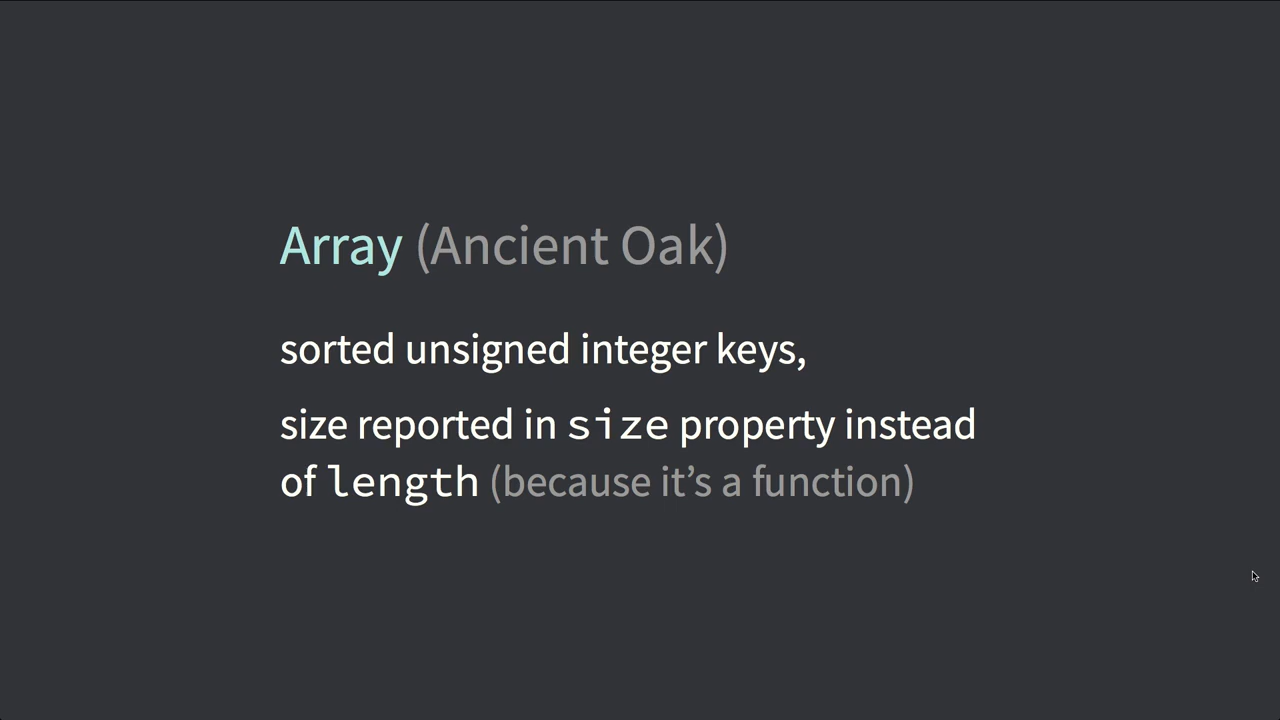 Array (Ancient Oak)
sorted unsigned integer keys,
size reported in size property instead
of length (because it’s a function)